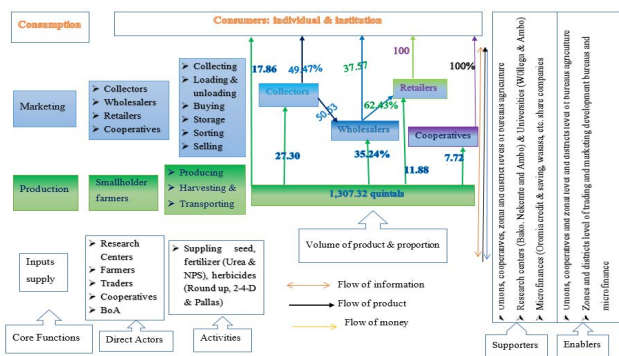 Consumption
Consumers: individual & institution
Marketing
Collectors
Wholesalers
Retailers
Cooperatives
Collecting
Loading &
unloading
Buying
Storage
Sorting
Selling
17.86
49.47%
37.57
100
100%
Collectors
Retailers
50.53
62.43%
Wholesalers
Cooperatives
27.30
35.24%
11.88
7.72
Production
Smallholder
farmers
Producing
Harvesting &
Transporting
1,307.32 quintals
Volume of product & proportion
Inputs
supply
Research
Centers
Farmers
Traders
Cooperatives
BoA
Suppling seed,
fertilizer (Urea &
NPS), herbicides
(Round up, 2-4-D
& Pallas)
Flow of information
Flow of product
Flow of money
Core Functions
Direct Actors
Activities
Unions, cooperatives, zonal and district levels of bureaus agriculture
Research centers (Bako, Nekemte and Ambo) & Universities (Wollega & Ambo)
Microfinances (Oromia credit & saving, wasasa, etc. share companies
Unions, cooperatives and zonal level and districts level of bureaus agriculture
Zones and districts level of trading and marketing development bureaus and
microfinance
Supporters
Enablers